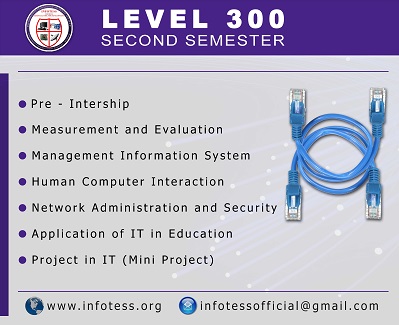 LEVEL 300
SECOND SEMESTER
Pre - Intership
Measurement and Evaluation
Management Information System
Human Computer Interaction
Network Administration and Security
Application of IT in Education
Project in IT (Mini Project)
www.infotess.org
infotessofficial@gmail.com